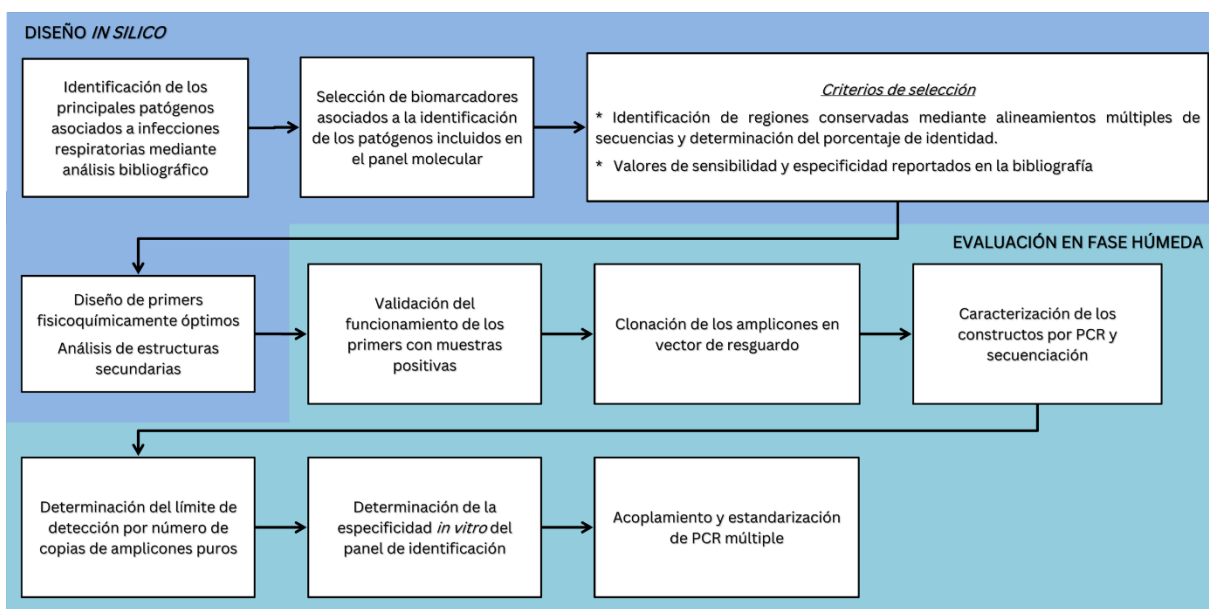 DISEÑO IN SILICO
Identificación de los
principales patógenos
asociados a infecciones
respiratorias mediante
análisis bibliográfico
Selección de biomarcadores
asociados a la identificación
de los patógenos incluidos en
el panel molecular
Criterios de selección
* Identificación de regiones conservadas mediante alineamientos múltiples de
secuencias y determinación del porcentaje de identidad.
* Valores de sensibilidad y especificidad reportados en la bibliografía
EVALUACIÓN EN FASE HÚMEDA
Diseño de primers
fisicoquímicamente óptimos
Análisis de estructuras
secundarias
Validación del
funcionamiento de los
primers con muestras
positivas
Clonación de los amplicones en
vector de resguardo
Caracterización de los
constructos por PCR y
secuenciación
Determinación del límite de
detección por número de
copias de amplicones puros
Determinación de la
especificidad in vitro del
panel de identificación
Acoplamiento y estandarización
de PCR múltiple